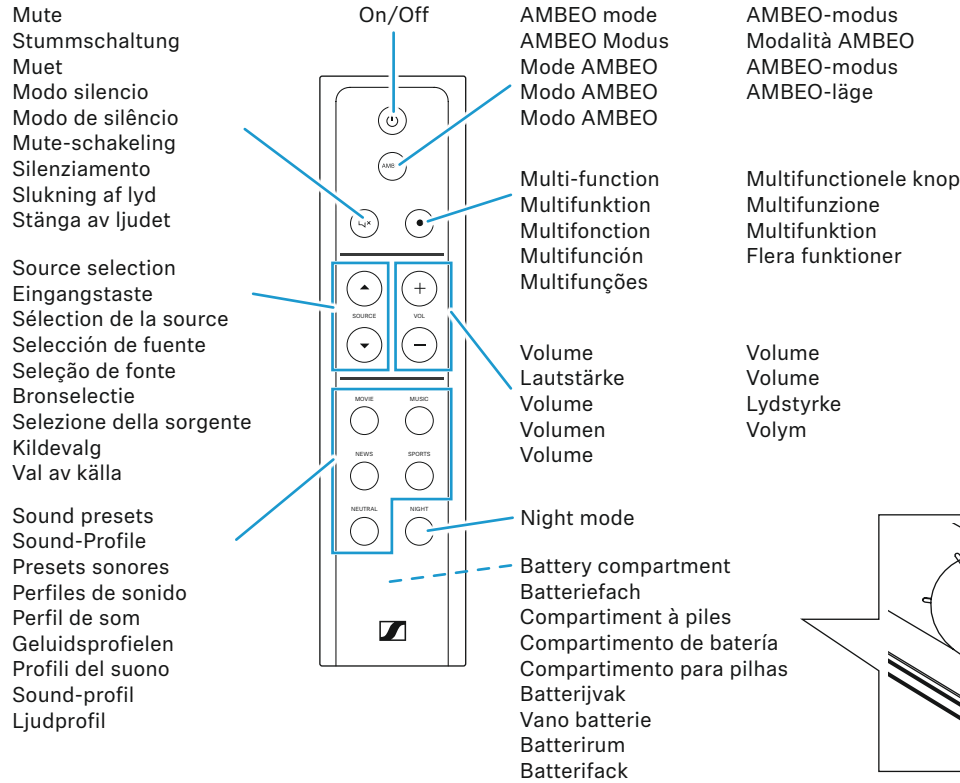 Mute
Stummschaltung
Muet
Modo silencio
Modo de silêncio
Mute-schakeling
Silenziamento
Slukning af lyd
Stänga av ljudet
Source selection
Eingangstaste
Sélection de la source
Selección de fuente
Seleção de fonte
Bronselectie
Selezione della sorgente
Kildevalg
Val av källa
Sound presets
Sound-Profile
Presets sonores
Perfiles de sonido
Perfil de som
Geluidsprofielen
Profili del suono
Sound-profil
Ljudprofil
On/Off
AMB
SOURCE VOL
MOVIE MUSIC
NEWS SPORTS
NEUTRAL NIGHT
AMBEO mode
AMBEO Modus
Mode AMBEO
Modo AMBEO
Modo AMBEO
AMBEO-modus
Modalità AMBEO
AMBEO-modus
AMBEO-läge
Multi-function
Multifunktion
Multifonction
Multifunción
Multifunções
Multifunctionele knop
Multifunzione
Multifunktion
Flera funktioner
Volume
Lautstärke
Volume
Volumen
Volume
Volume
Volume
Lydstyrke
Volym
Night mode
Battery compartment
Batteriefach
Compartiment à piles
Compartimento de batería
Compartimento para pilhas
Batterijvak
Vano batterie
Batterirum
Batterifack